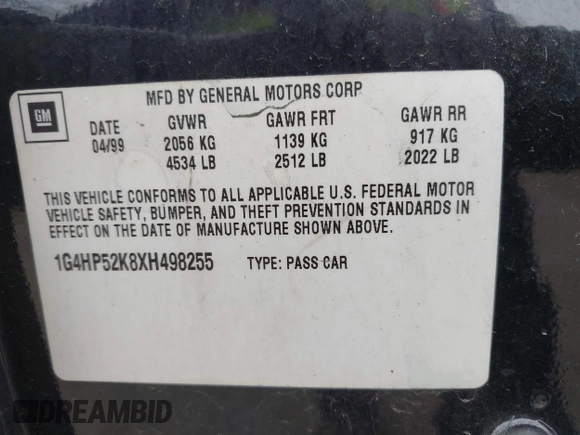 MFD BY GENERAL MOTORS CORP
GM
DATE GVWR GAWR FRT GAWR RR
04/99 2056 KG 1139 KG 917 KG
4534 LB 2512 LB 2022 LB
THIS VEHICLE CONFORMS TO ALL APPLICABLE U.S. FEDERAL MOTOR
VEHICLE SAFETY, BUMPER, AND THEFT PREVENTION STANDARDS IN
EFFECT ON THE DATE OF MANUFACTURE SHOWN ABOVE.
1G4HP52K8XH498255 TYPE: PASS CAR
DREAMBID